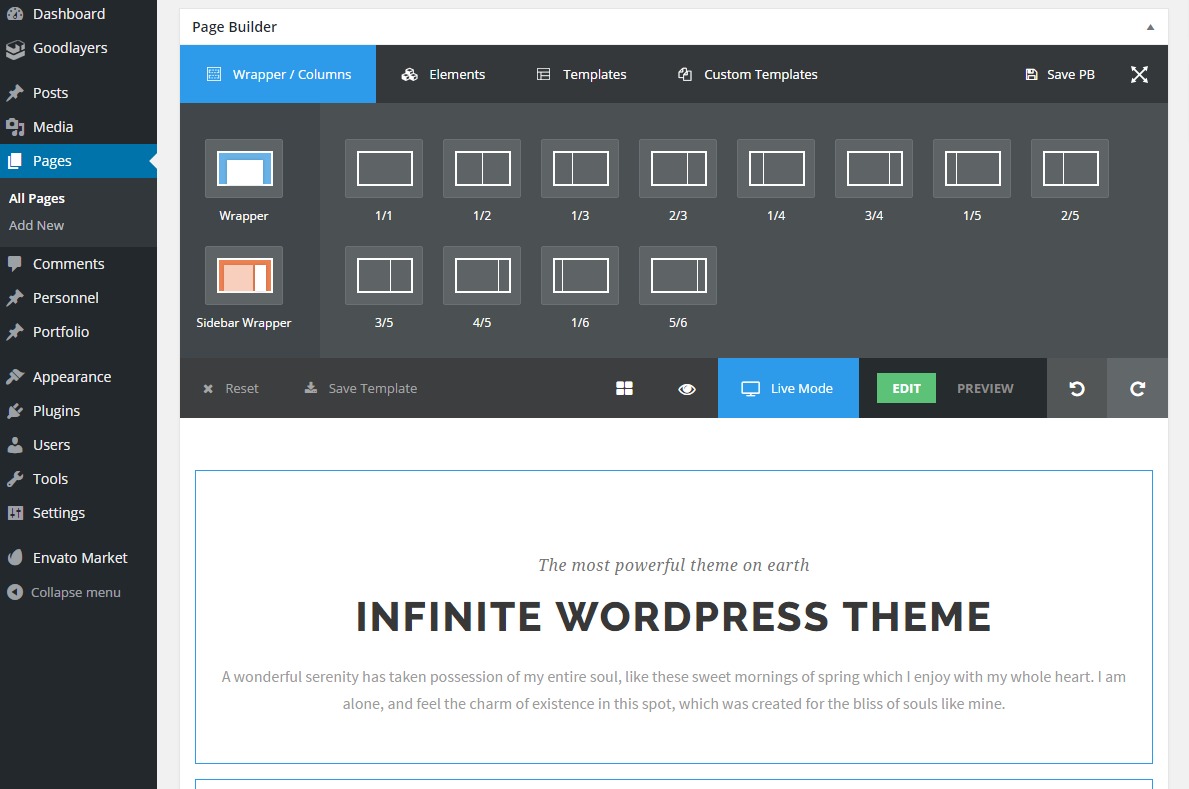 Dashboard
Goodlayers
Posts
Media
Pages
All Pages
Add New
Comments
Personnel
Portfolio
Appearance
Plugins
Users
Tools
Settings
Envato Market
Collapse menu
Page Builder
Wrapper / Columns Elements Templates Custom Templates Save PB
Wrapper 1/1 1/2 1/3 2/3 1/4 3/4 1/5 2/5
Sidebar Wrapper 3/5 4/5 1/6 5/6
Reset Save Template Live Mode EDIT PREVIEW
The most powerful theme on earth
INFINITE WORDPRESS THEME
A wonderful serenity has taken possession of my entire soul, like these sweet mornings of spring which I enjoy with my whole heart. I am
alone, and feel the charm of existence in this spot, which was created for the bliss of souls like mine.